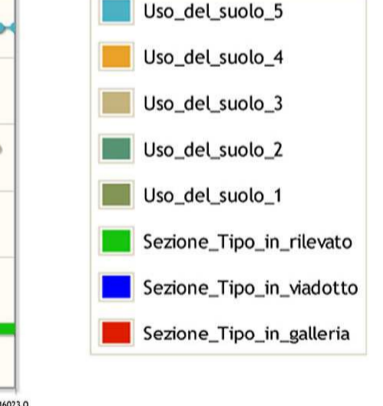 Uso_del_suolo_5
Uso_del_suolo_4
Uso_del_suolo_3
Uso_del_suolo_2
Uso_del_suolo_1
Sezione_Tipo_in_rilevato
Sezione_Tipo_in_viadotto
Sezione_Tipo_in_galleria